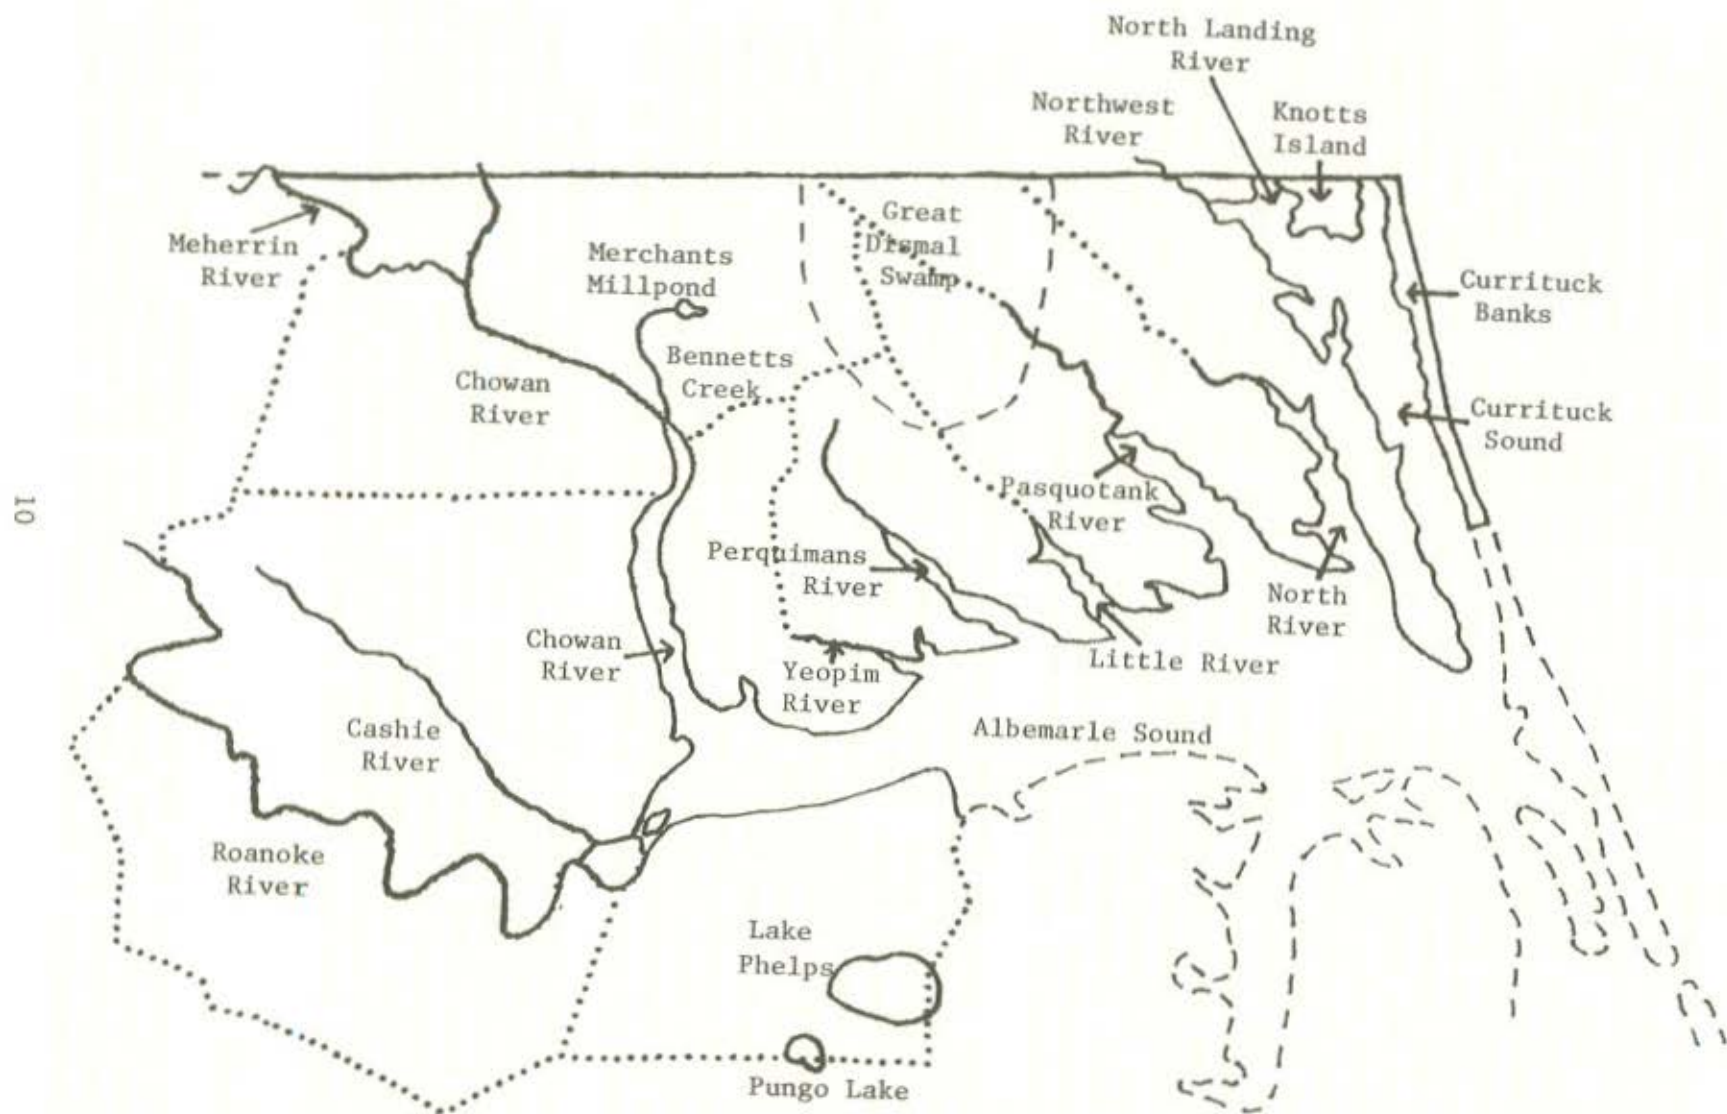 North Landing
River
Northwest
River
Knotts
Island
Great
Dismal
Swamp
Meherrin
River
Merchants
Millpond
Currituck
Banks
Bennetts
Creek
Chowan
River
Currituck
Sound
Pasquotank
River
10
Perquimans
River
North
River
Chowan
River
Little River
Yeopim
River
Cashie
River
Albemarle Sound
Roanoke
River
Lake
Phelps
Pungo Lake